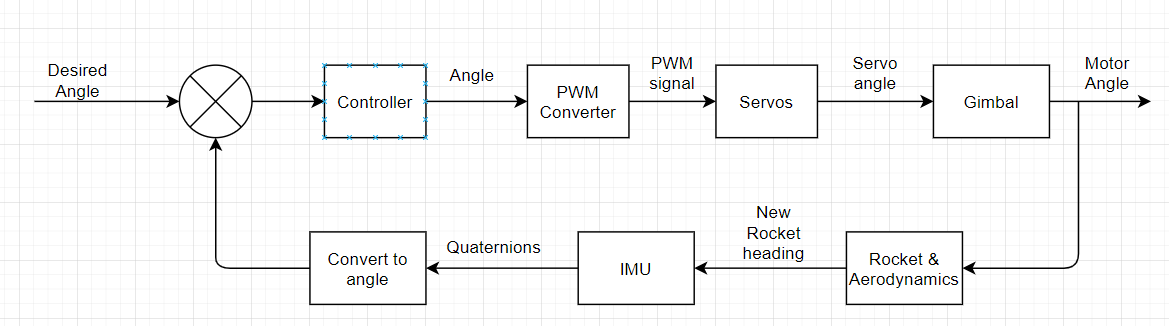 Desired
Angle
Controller
Angle
PWM
Converter
PWM
signal
Servos
Servo
angle
Gimbal
Motor
Angle
Convert to
angle
Quaternions
IMU
New
Rocket
heading
Rocket &
Aerodynamics